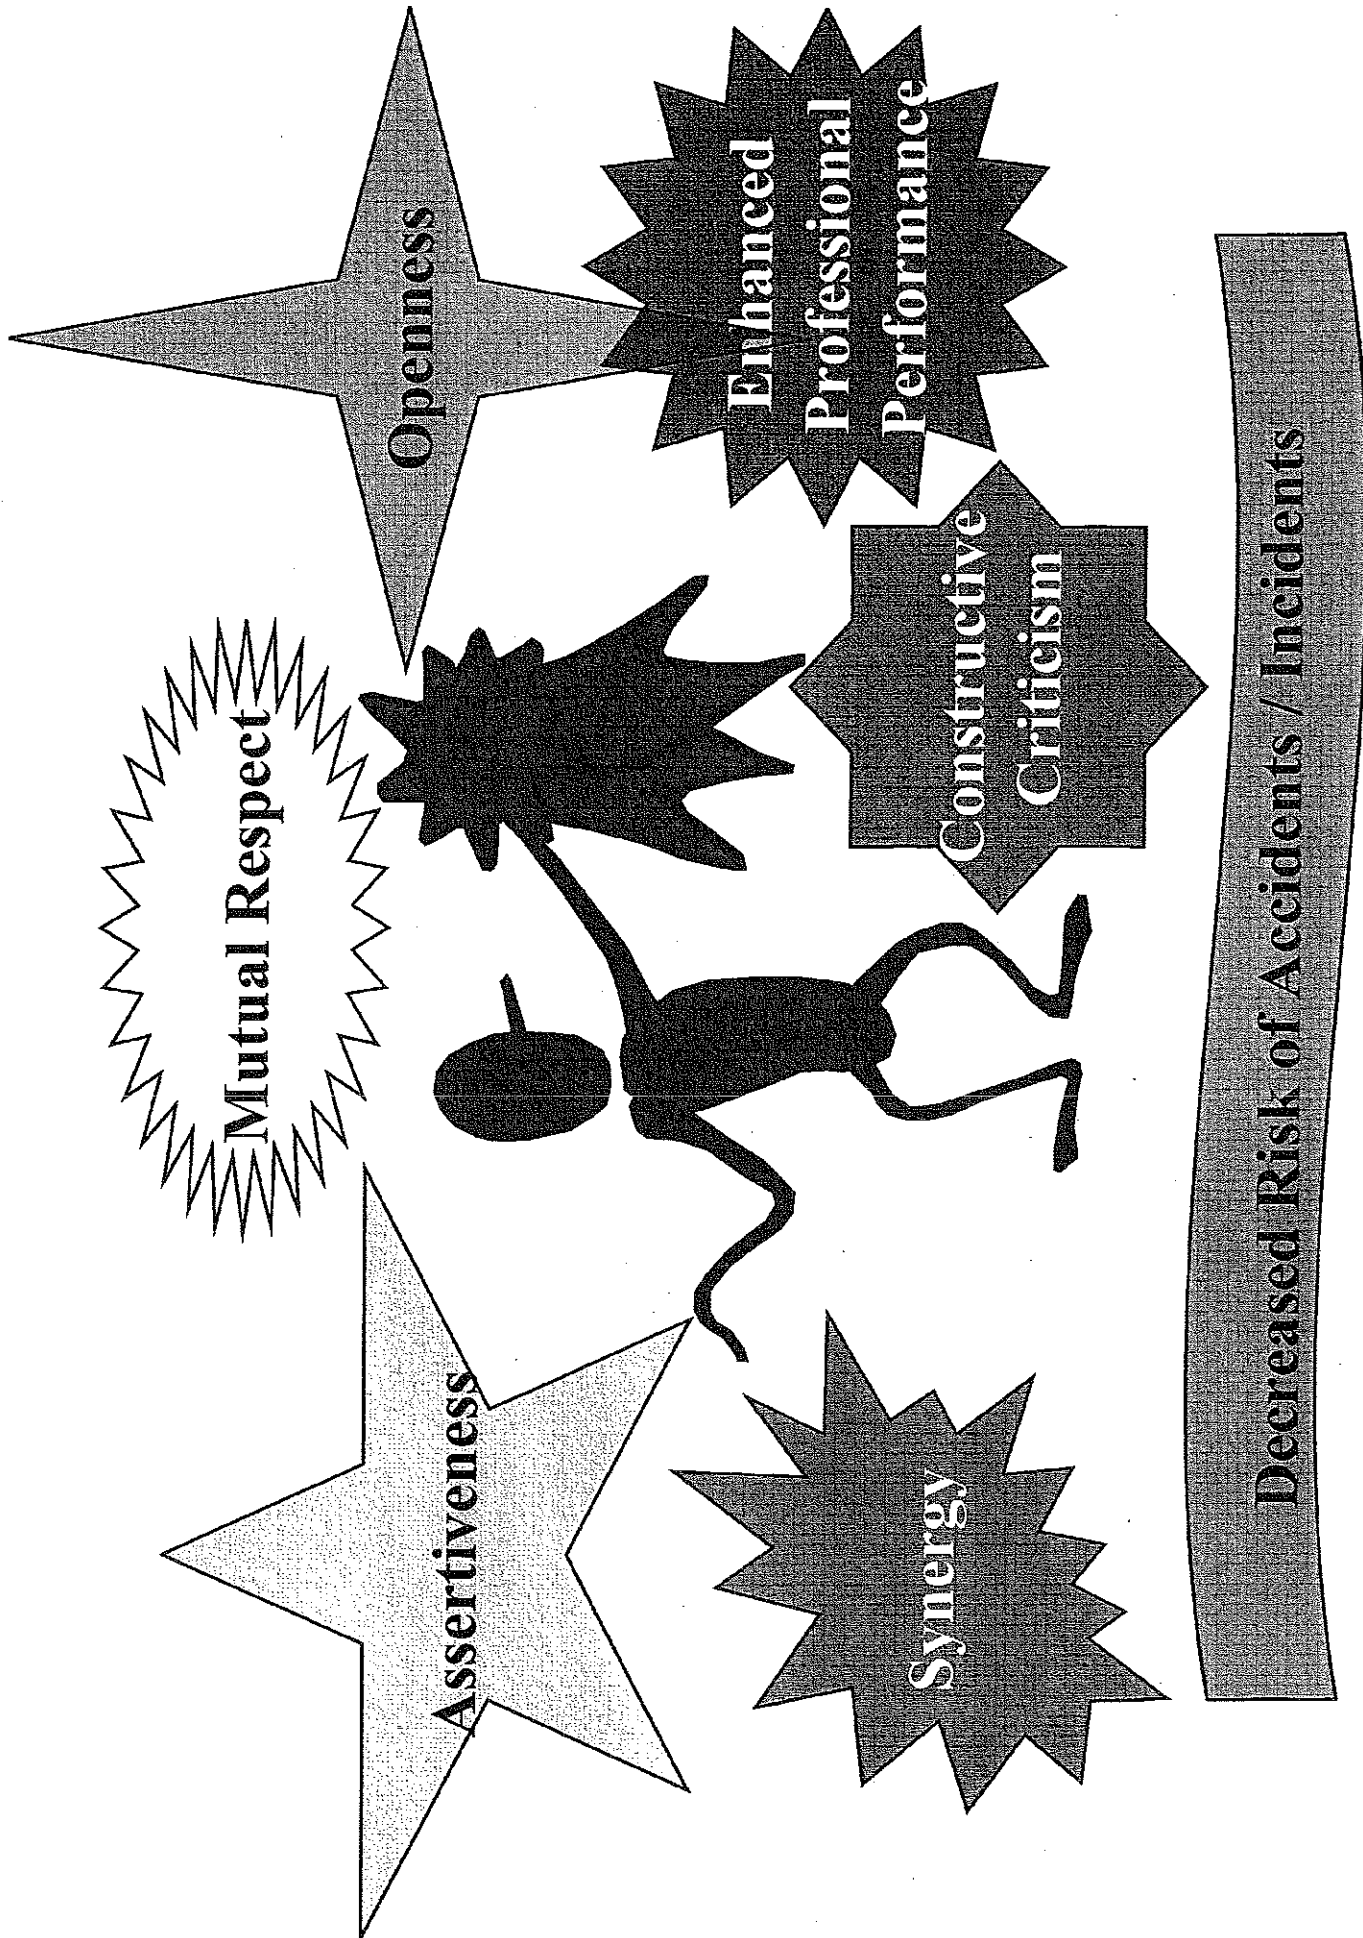 Mutual Respect
Assertiveness
Openness
Synergy
Constructive
Criticism
Enhanced
Professional
Performance
Decreased Risk of Accidents / Incidents